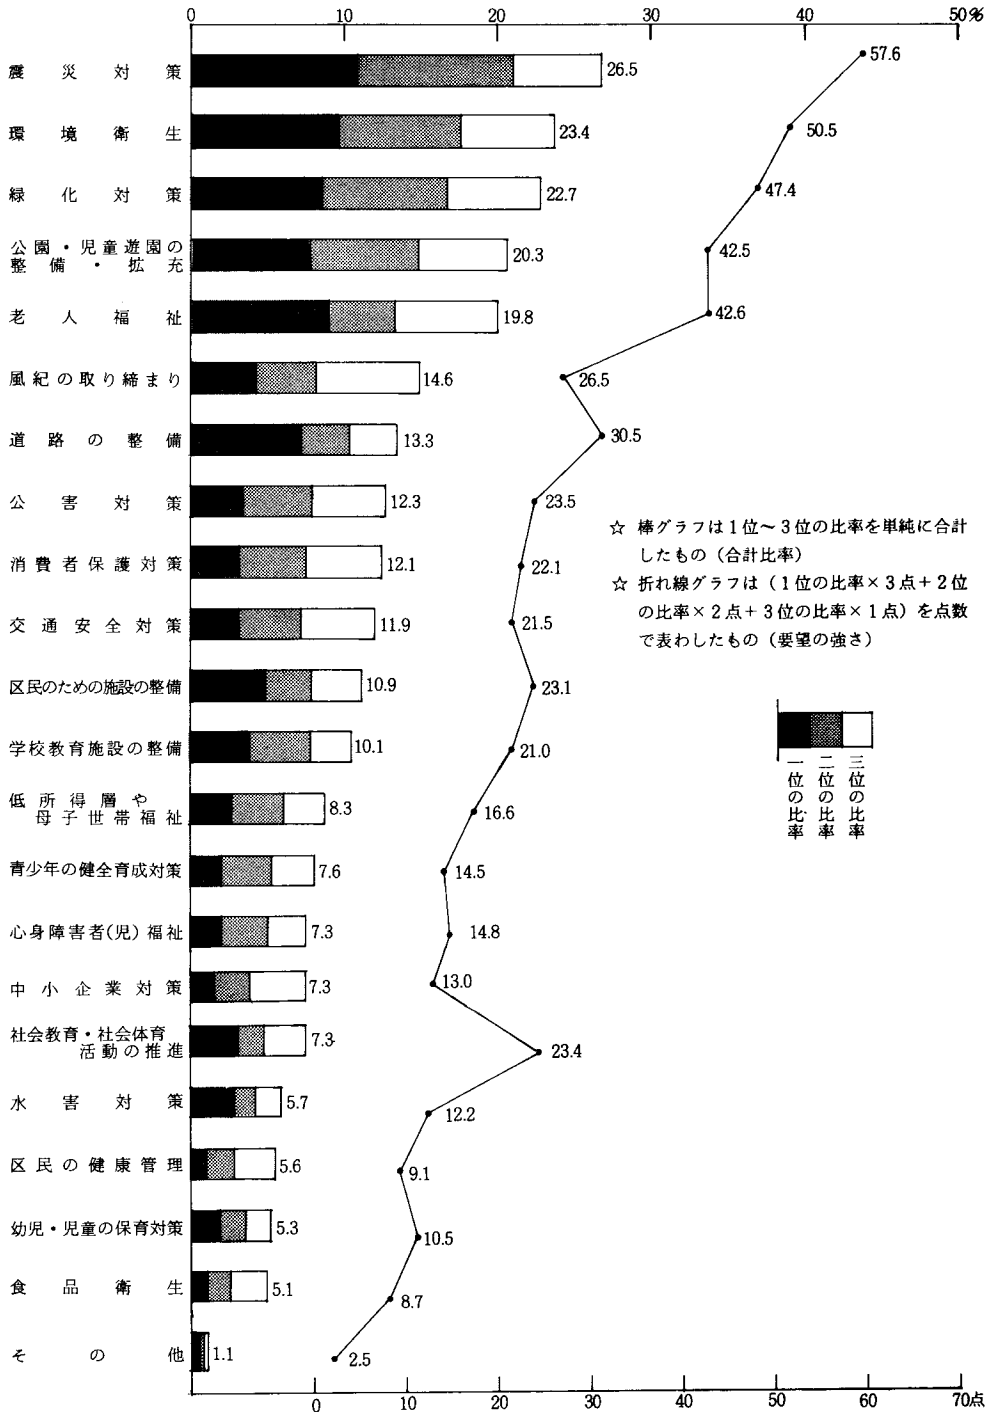 0 10 20 30 40 50%
震災対策 26.5 57.6
環境衛生 23.4 50.5
緑化対策 22.7 47.4
公園・児童遊園の
整備・拡充 20.3 42.5
老人福祉 19.8 42.6
風紀の取り締まり 14.6 26.5
道路の整備 13.3 30.5
公害対策 12.3 23.5
消費者保護対策 12.1 22.1
交通安全対策 11.9 21.5
区民のための施設の整備 10.9 23.1
学校教育施設の整備 10.1 21.0
低所得層や
母子世帯福祉 8.3 16.6
青少年の健全育成対策 7.6 14.5
心身障害者(児)福祉 7.3 14.8
中小企業対策 7.3 13.0
社会教育・社会体育
活動の推進 7.3 23.4
水害対策 5.7 12.2
区民の健康管理 5.6 9.1
幼児・児童の保育対策 5.3 10.5
食品衛生 5.1 8.7
その他 1.1 2.5
0 10 20 30 40 50 60 70点
☆ 棒グラフは1位～3位の比率を単純に合計
したもの（合計比率）
☆ 折れ線グラフは（1位の比率×3点＋2位
の比率×2点＋3位の比率×1点）を点数
で表わしたもの（要望の強さ）
一位の比率
二位の比率
三位の比率